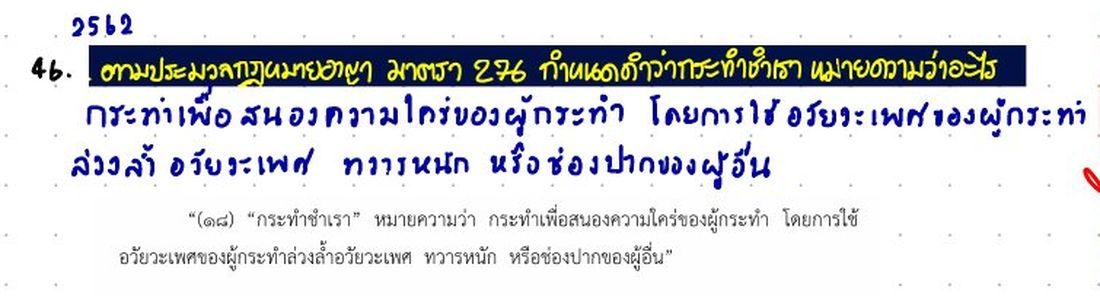 2562
46. ตามประมวลกฎหมายอาญา มาตรา 276 กำหนดคำว่ากระทำชำเรา หมายความว่าอะไร
กระทำเพื่อสนองความใคร่ของผู้กระทำ โดยการใช้ อวัยวะเพศของผู้กระทำ
ล่วงล้ำ อวัยวะเพศ ทวารหนัก หรือช่องปากของผู้อื่น
“(๑๘) “กระทำชำเรา” หมายความว่า กระทำเพื่อสนองความใคร่ของผู้กระทำ โดยการใช้
อวัยวะเพศของผู้กระทำล่วงล้ำอวัยวะเพศ ทวารหนัก หรือช่องปากของผู้อื่น”